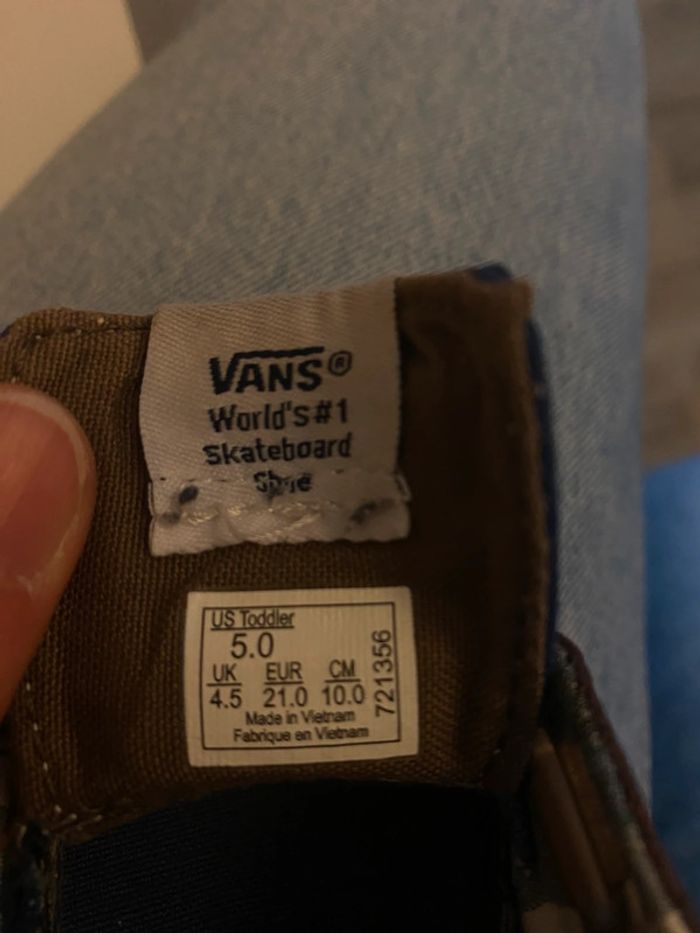 VANS®
World's #1
Skateboard
Shoe
US Toddler
5.0
UK EUR CM
4.5 21.0 10.0
Made in Vietnam
Fabrique en Vietnam
721356